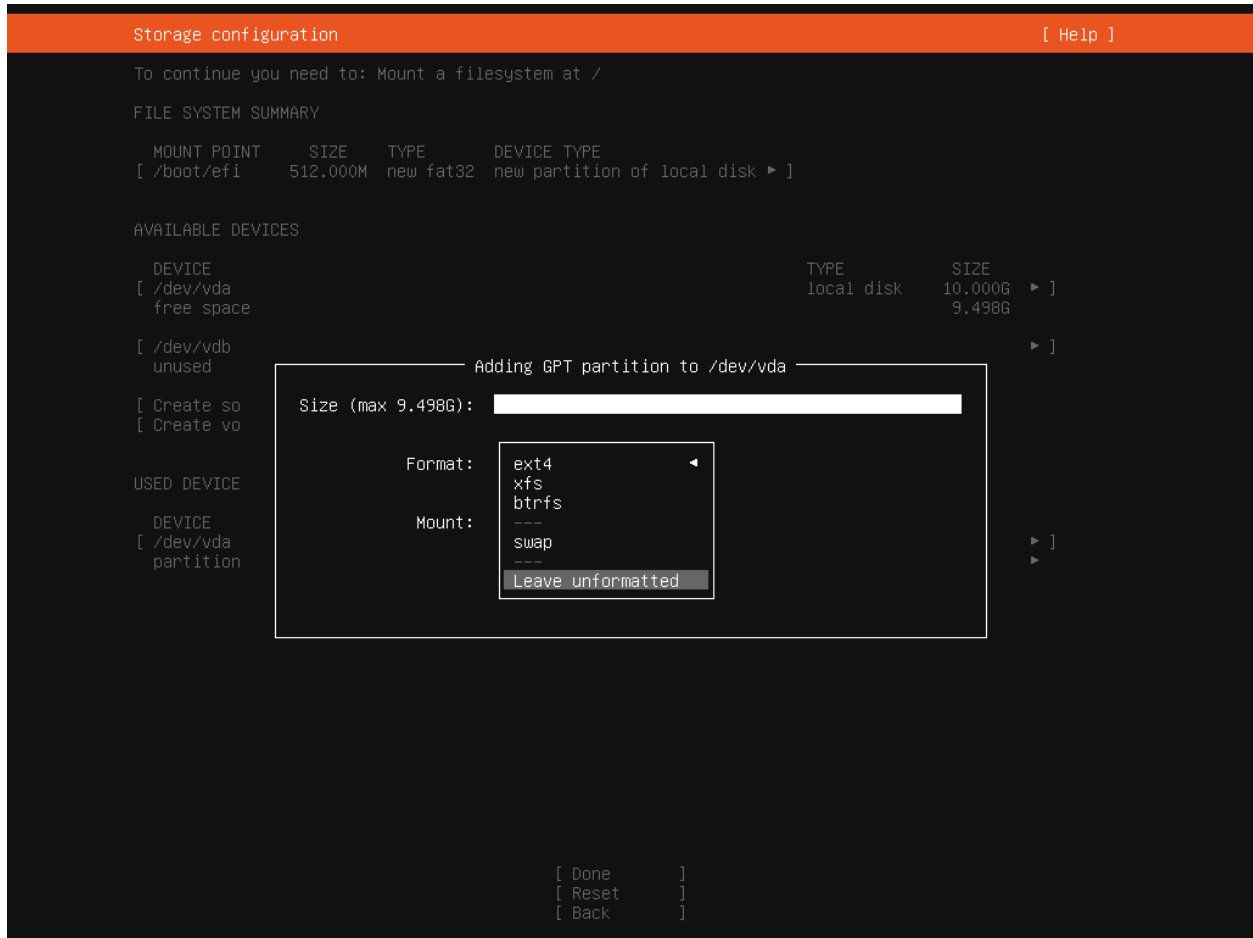 Storage configuration [ Help ]
To continue you need to: Mount a filesystem at /
FILE SYSTEM SUMMARY
MOUNT POINT SIZE TYPE DEVICE TYPE
[ /boot/efi 512.000M new fat32 new partition of local disk ▸ ]
AVAILABLE DEVICES
DEVICE TYPE SIZE
[ /dev/vda local disk 10.000G ▸ ]
free space 9.498G
[ /dev/vdb ▸ ]
unused
Adding GPT partition to /dev/vda
Size (max 9.498G):
[ Create so
[ Create vo
Format: ext4 ◂
xfs
btrfs
USED DEVICE
Mount: ---
DEVICE
[ /dev/vda swap ▸ ]
partition --- ▸
Leave unformatted
[ Done ]
[ Reset ]
[ Back ]